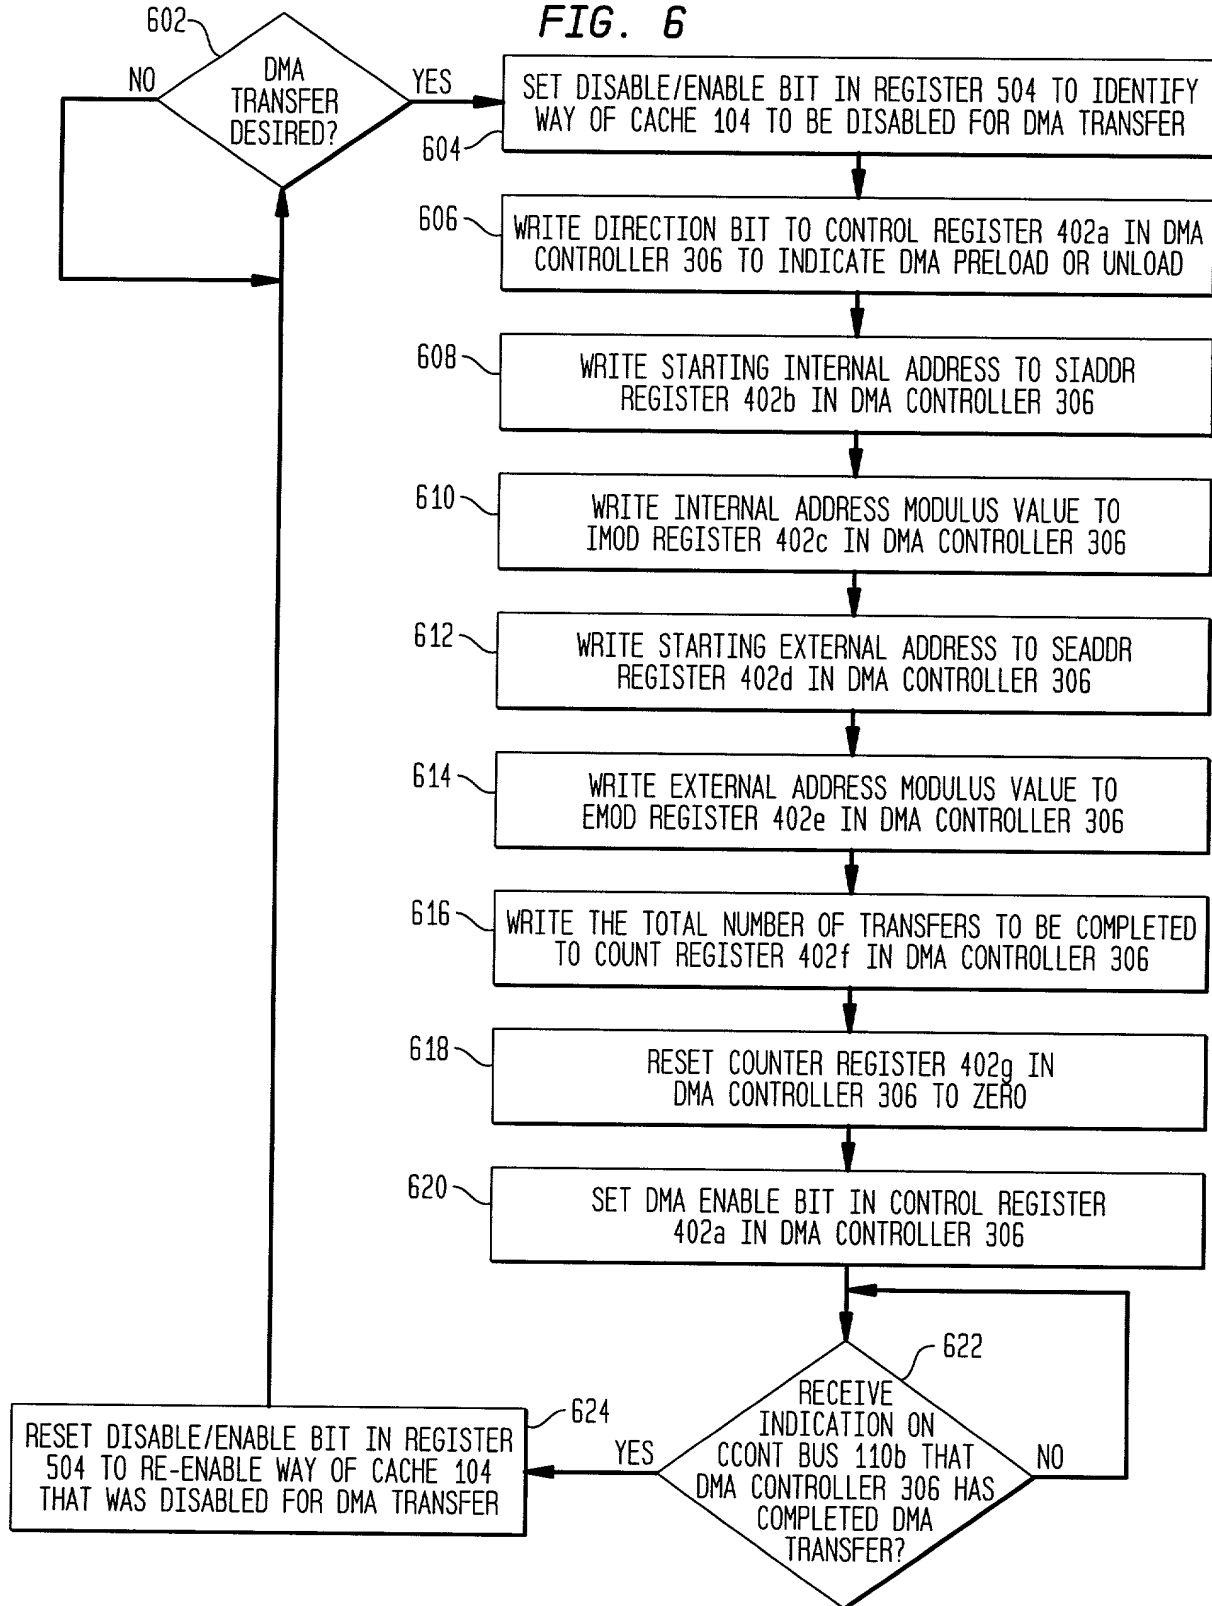 FIG. 6
602
DMA
TRANSFER
DESIRED?
NO
YES
SET DISABLE/ENABLE BIT IN REGISTER 504 TO IDENTIFY
WAY OF CACHE 104 TO BE DISABLED FOR DMA TRANSFER
604
606
WRITE DIRECTION BIT TO CONTROL REGISTER 402a IN DMA
CONTROLLER 306 TO INDICATE DMA PRELOAD OR UNLOAD
608
WRITE STARTING INTERNAL ADDRESS TO SIADDR
REGISTER 402b IN DMA CONTROLLER 306
610
WRITE INTERNAL ADDRESS MODULUS VALUE TO
IMOD REGISTER 402c IN DMA CONTROLLER 306
612
WRITE STARTING EXTERNAL ADDRESS TO SEADDR
REGISTER 402d IN DMA CONTROLLER 306
614
WRITE EXTERNAL ADDRESS MODULUS VALUE TO
EMOD REGISTER 402e IN DMA CONTROLLER 306
616
WRITE THE TOTAL NUMBER OF TRANSFERS TO BE COMPLETED
TO COUNT REGISTER 402f IN DMA CONTROLLER 306
618
RESET COUNTER REGISTER 402g IN
DMA CONTROLLER 306 TO ZERO
620
SET DMA ENABLE BIT IN CONTROL REGISTER
402a IN DMA CONTROLLER 306
622
RECEIVE
INDICATION ON
CCONT BUS 110b THAT
DMA CONTROLLER 306 HAS
COMPLETED DMA
TRANSFER?
NO
YES
624
RESET DISABLE/ENABLE BIT IN REGISTER
504 TO RE-ENABLE WAY OF CACHE 104
THAT WAS DISABLED FOR DMA TRANSFER